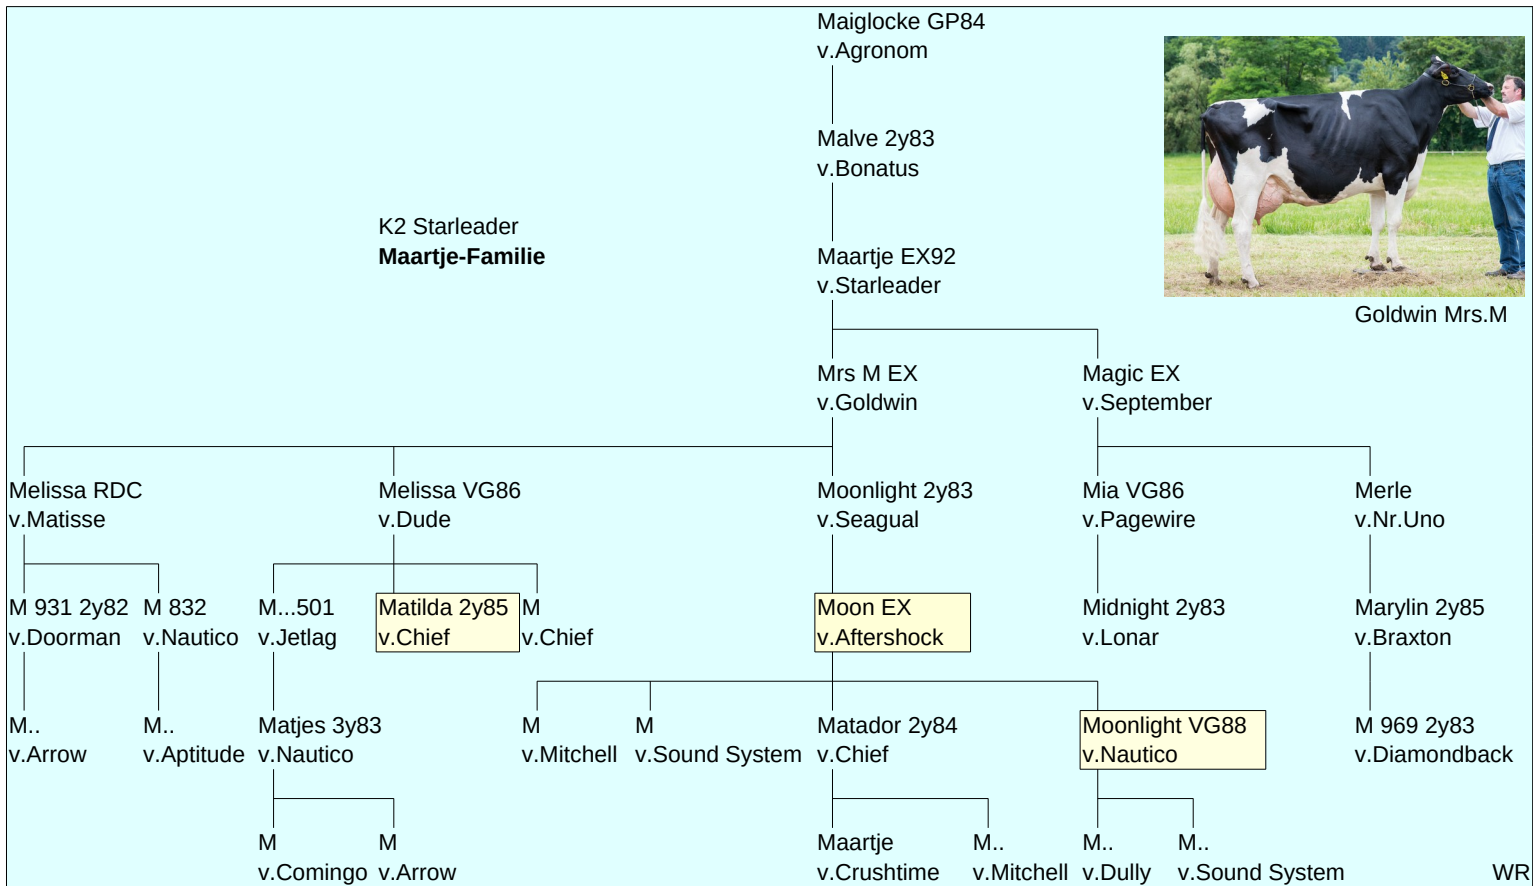 Maiglocke GP84
v.Agronom
Malve 2y83
v.Bonatus
K2 Starleader
Maartje-Familie
Maartje EX92
v.Starleader
Goldwin Mrs.M
Mrs M EX
v.Goldwin
Magic EX
v.September
Melissa RDC
v.Matisse
Melissa VG86
v.Dude
Moonlight 2y83
v.Seagual
Mia VG86
v.Pagewire
Merle
v.Nr.Uno
M 931 2y82
v.Doorman
M 832
v.Nautico
M...501
v.Jetlag
Matilda 2y85
v.Chief
M
v.Chief
Moon EX
v.Aftershock
Midnight 2y83
v.Lonar
Marylin 2y85
v.Braxton
M..
v.Arrow
M..
v.Aptitude
Matjes 3y83
v.Nautico
M
v.Mitchell
M
v.Sound System
Matador 2y84
v.Chief
Moonlight VG88
v.Nautico
M 969 2y83
v.Diamondback
M
v.Comingo
M
v.Arrow
Maartje
v.Crushtime
M..
v.Mitchell
M..
v.Dully
M..
v.Sound System
WR